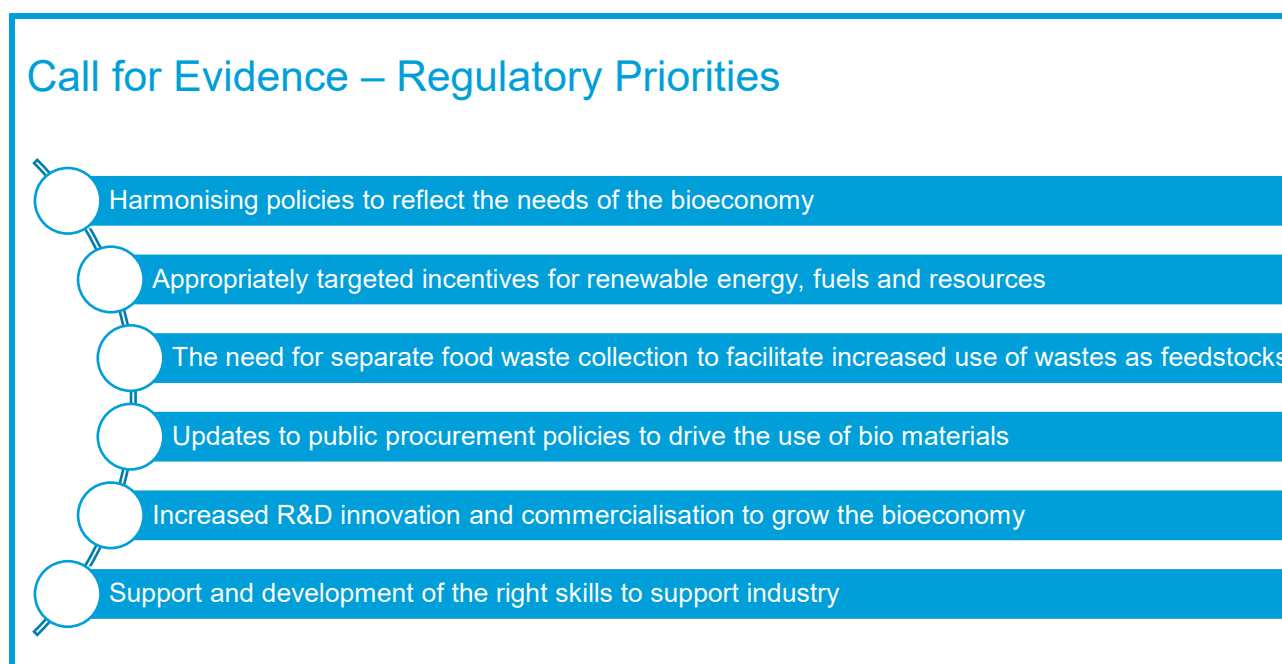 Call for Evidence – Regulatory Priorities
Harmonising policies to reflect the needs of the bioeconomy
Appropriately targeted incentives for renewable energy, fuels and resources
The need for separate food waste collection to facilitate increased use of wastes as feedstocks
Updates to public procurement policies to drive the use of bio materials
Increased R&D innovation and commercialisation to grow the bioeconomy
Support and development of the right skills to support industry